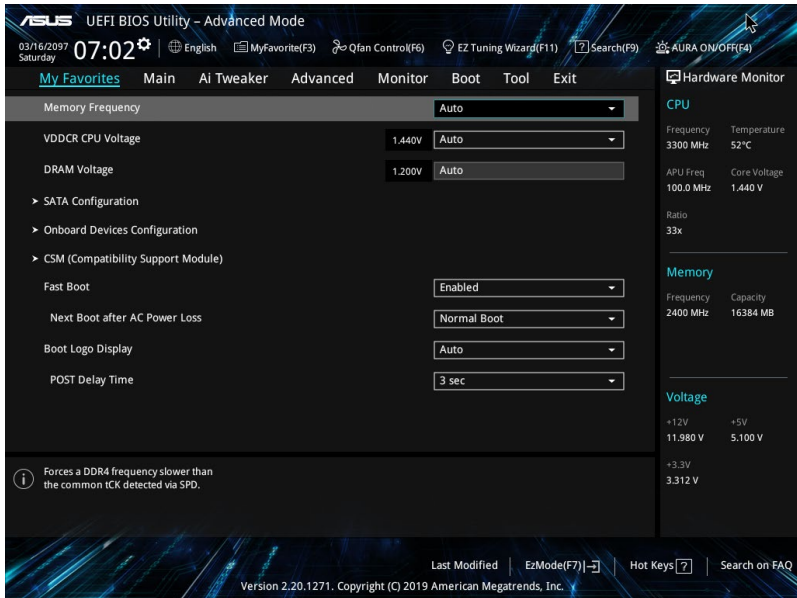 ASUS UEFI BIOS Utility – Advanced Mode
03/16/2097 Saturday 07:02 English MyFavorite(F3) Qfan Control(F6) EZ Tuning Wizard(F11) Search(F9) AURA ON/OFF(F4)
My Favorites Main Ai Tweaker Advanced Monitor Boot Tool Exit
Memory Frequency Auto
VDDCR CPU Voltage 1.440V Auto
DRAM Voltage 1.200V Auto
SATA Configuration
Onboard Devices Configuration
CSM (Compatibility Support Module)
Fast Boot Enabled
Next Boot after AC Power Loss Normal Boot
Boot Logo Display Auto
POST Delay Time 3 sec
Forces a DDR4 frequency slower than
the common tCK detected via SPD.
Hardware Monitor
CPU
Frequency Temperature
3300 MHz 52°C
APU Freq Core Voltage
100.0 MHz 1.440 V
Ratio
33x
Memory
Frequency Capacity
2400 MHz 16384 MB
Voltage
+12V +5V
11.980 V 5.100 V
+3.3V
3.312 V
Last Modified EzMode(F7) Hot Keys ? Search on FAQ
Version 2.20.1271. Copyright (C) 2019 American Megatrends, Inc.